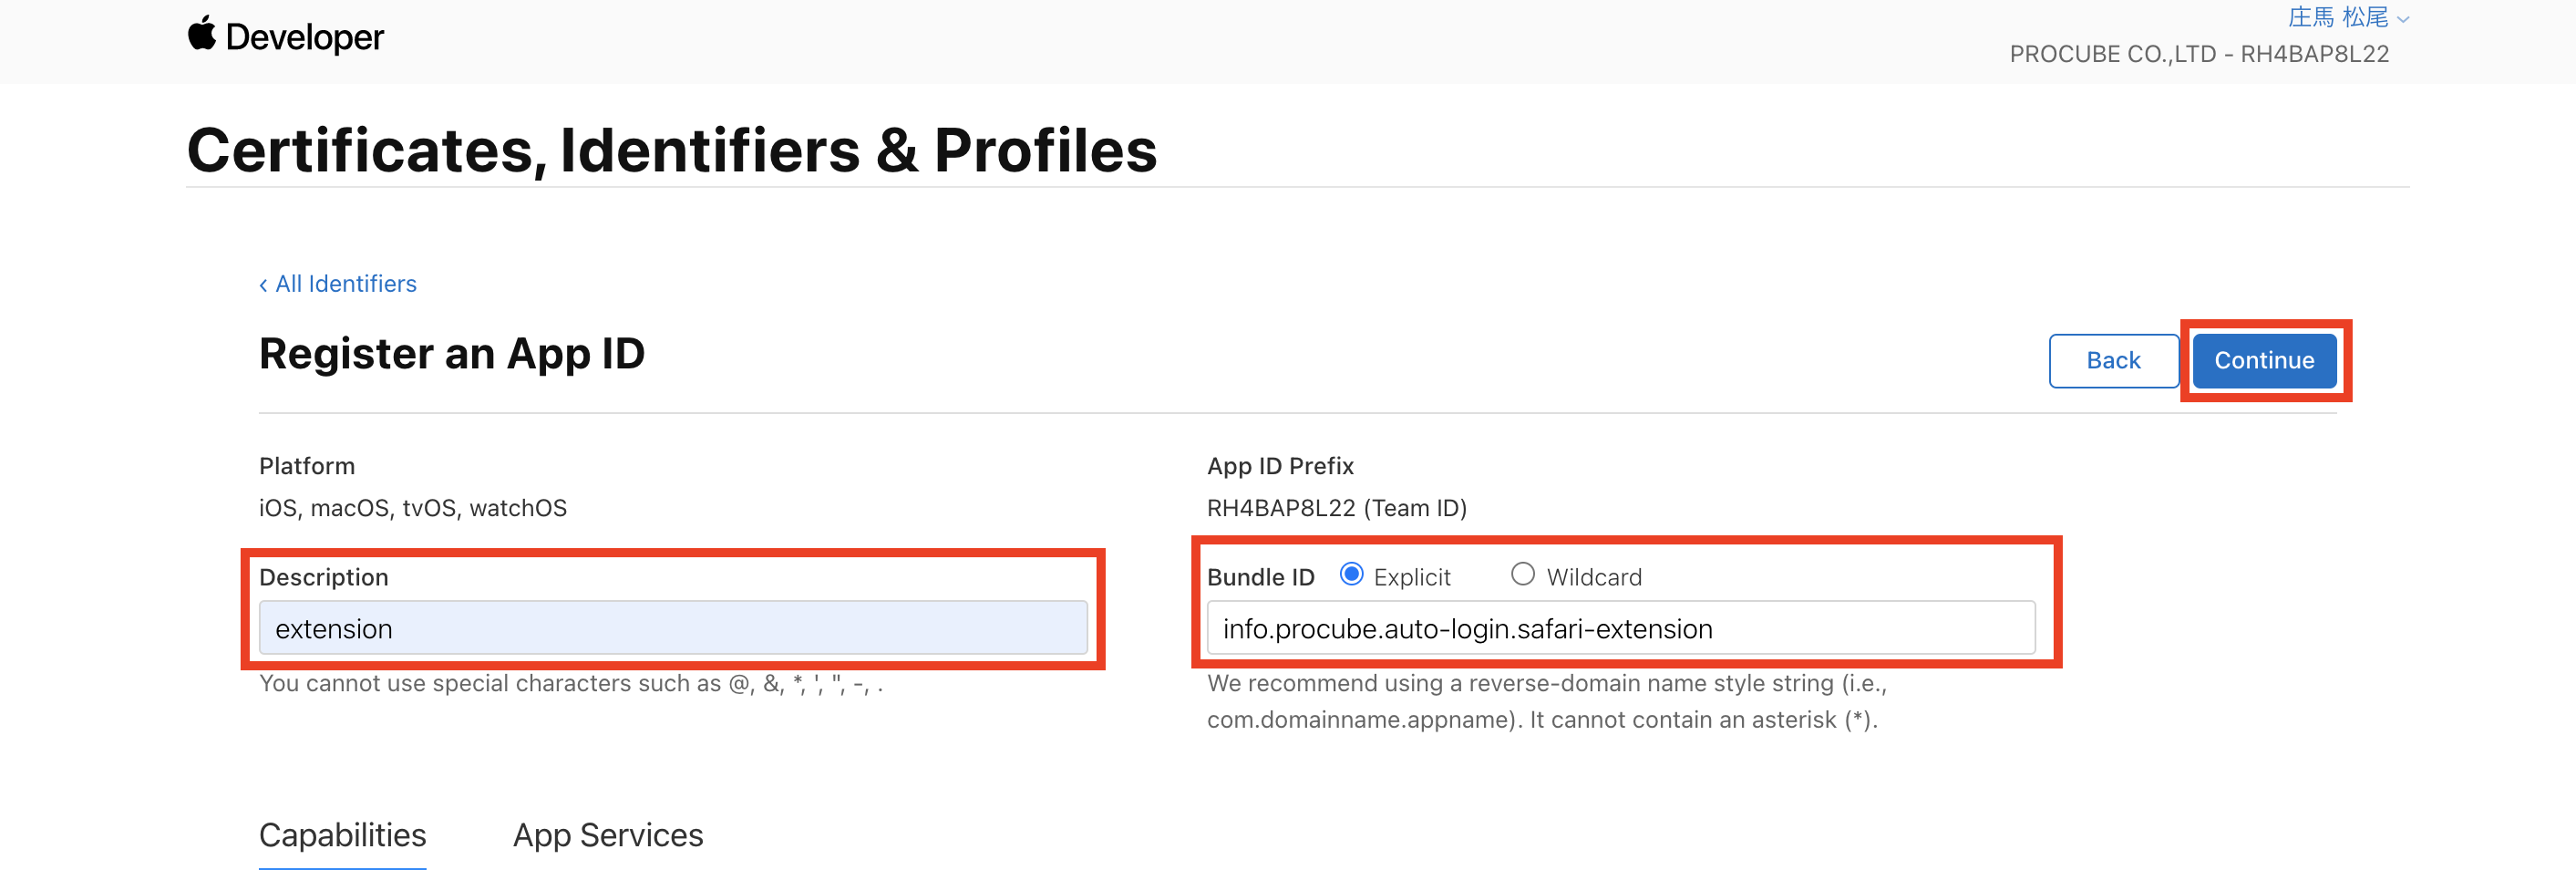 Developer
庄馬 松尾
PROCUBE CO.,LTD - RH4BAP8L22
Certificates, Identifiers & Profiles
‹ All Identifiers
Register an App ID
Back
Continue
Platform
iOS, macOS, tvOS, watchOS
App ID Prefix
RH4BAP8L22 (Team ID)
Description
extension
You cannot use special characters such as @, &, *, ', ", -, .
Bundle ID Explicit Wildcard
info.procube.auto-login.safari-extension
We recommend using a reverse-domain name style string (i.e.,
com.domainname.appname). It cannot contain an asterisk (*).
Capabilities
App Services